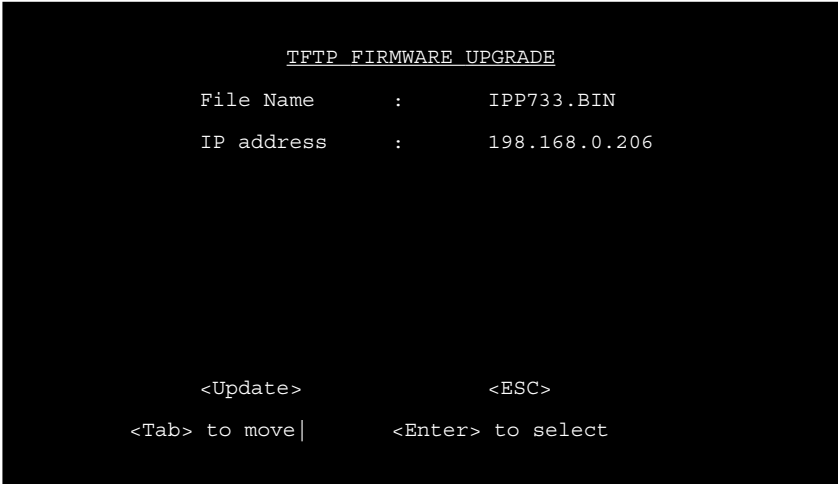 TFTP FIRMWARE UPGRADE
File Name : IPP733.BIN
IP address : 198.168.0.206
<Update> <ESC>
<Tab> to move| <Enter> to select